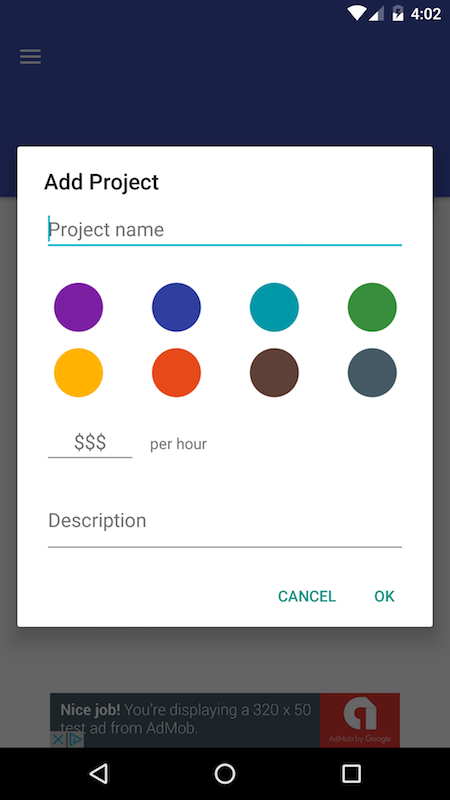 4:02
Add Project
Project name
$$$ per hour
Description
CANCEL OK
Nice job! You're displaying a 320 x 50
test ad from AdMob.
AdMob by Google